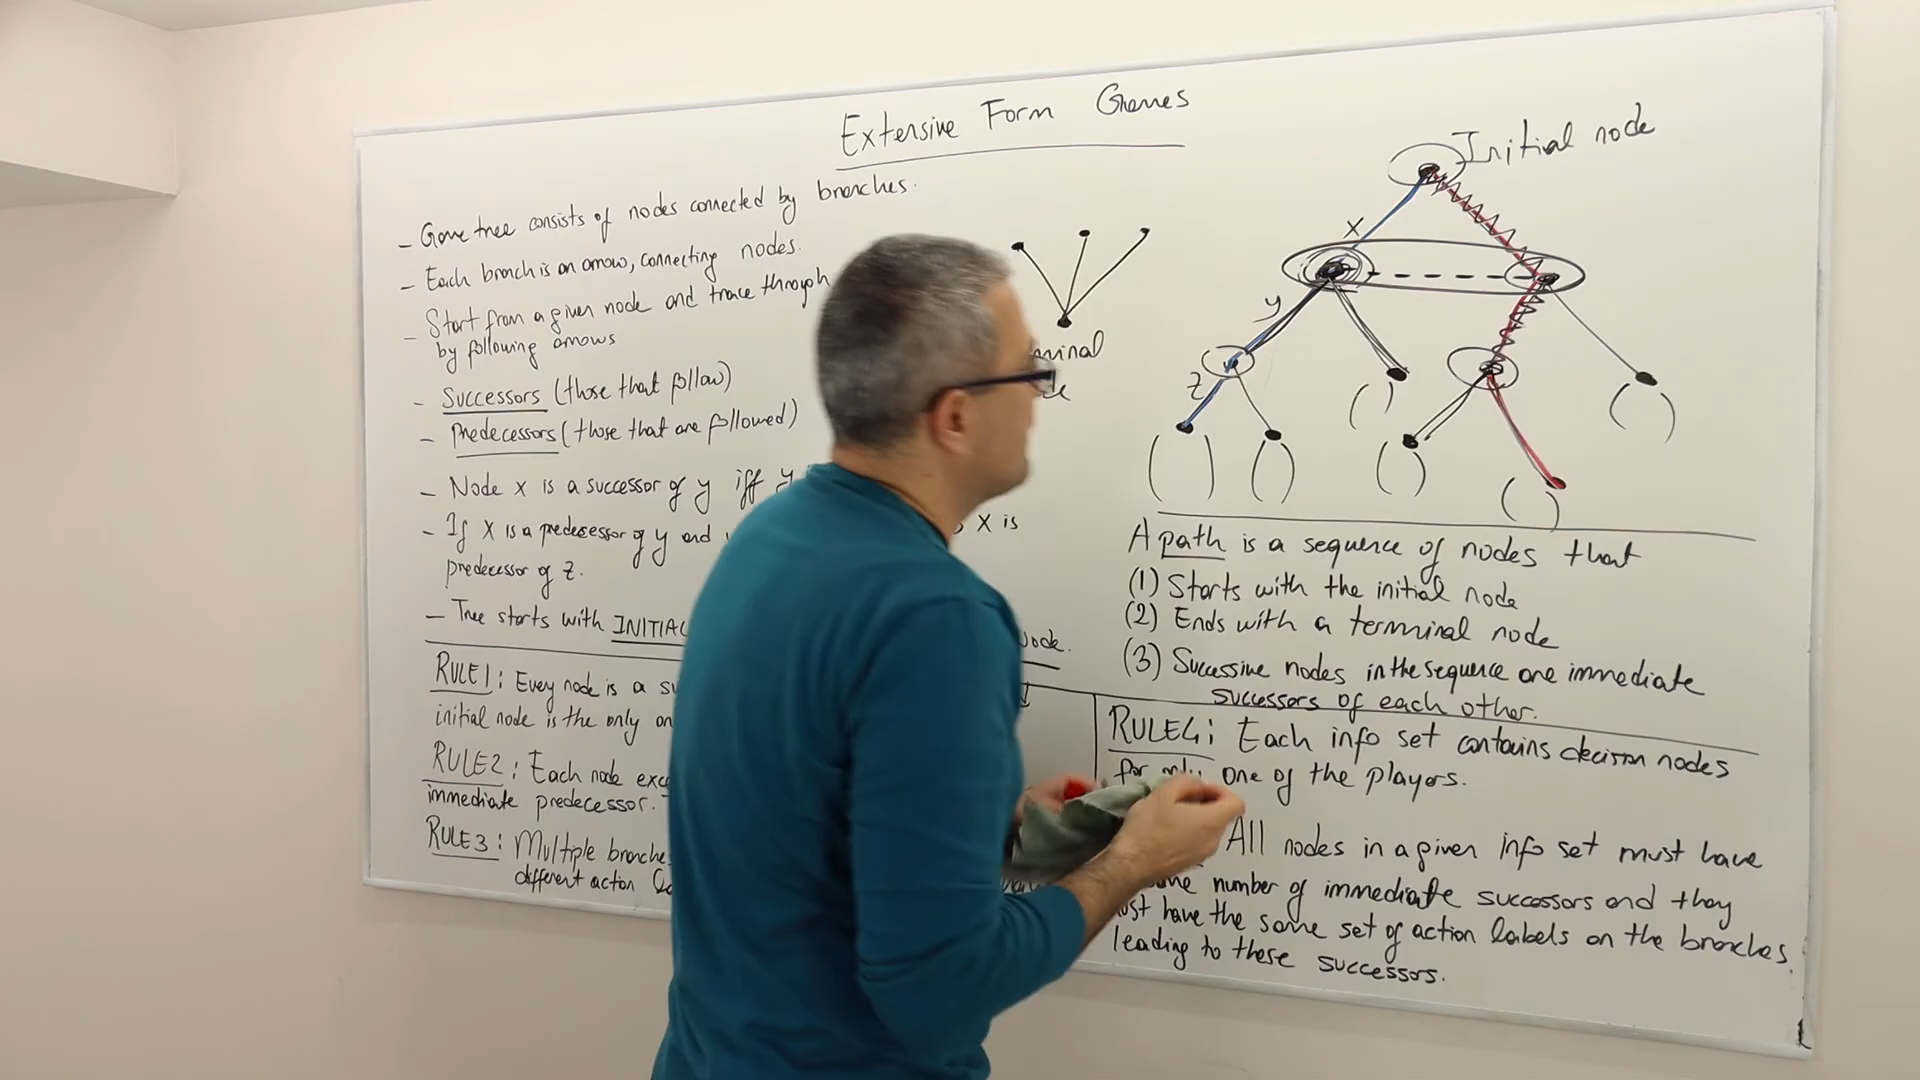 Extensive Form Games
- Game tree consists of nodes connected by branches.
- Each branch is an arrow, connecting nodes.
- Start from a given node and trace through
by following arrows
- Successors (those that follow)
- Predecessors (those that are followed)
- Node x is a successor of y iff y
- If x is a predecessor of y and
x is
predecessor of z.
- Tree starts with INITIAL
Node.
RULE1: Every node is a su
initial node is the only on
RULE2: Each node exce
immediate predecessor.
RULE3: Multiple branches
different action
minal
de
Initial node
x
y
z
( ) ( ) ( ) ( ) ( ) ( )
A path is a sequence of nodes that
(1) Starts with the initial node
(2) Ends with a terminal node
(3) Successive nodes in the sequence are immediate
successors of each other.
RULE4: Each info set contains decision nodes
for only one of the players.
All nodes in a given info set must have
number of immediate successors and they
must have the same set of action labels on the branches
leading to these successors.